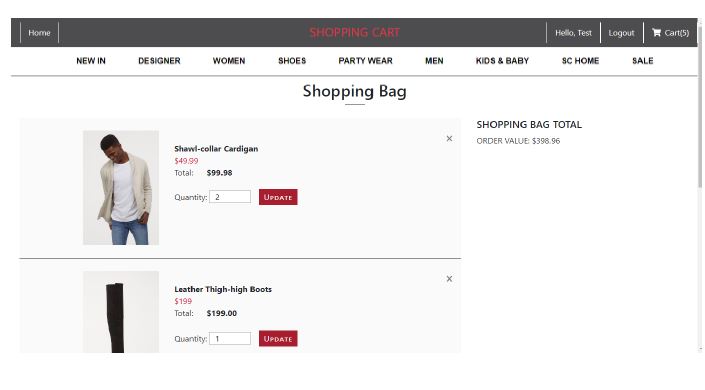 Home
SHOPPING CART
Hello, Test
Logout
Cart(5)
NEW IN DESIGNER WOMEN SHOES PARTY WEAR MEN KIDS & BABY SC HOME SALE
Shopping Bag
Shawl-collar Cardigan
$49.99
Total: $99.98
Quantity: 2 UPDATE
×
Leather Thigh-high Boots
$199
Total: $199.00
Quantity: 1 UPDATE
×
SHOPPING BAG TOTAL
ORDER VALUE: $398.96